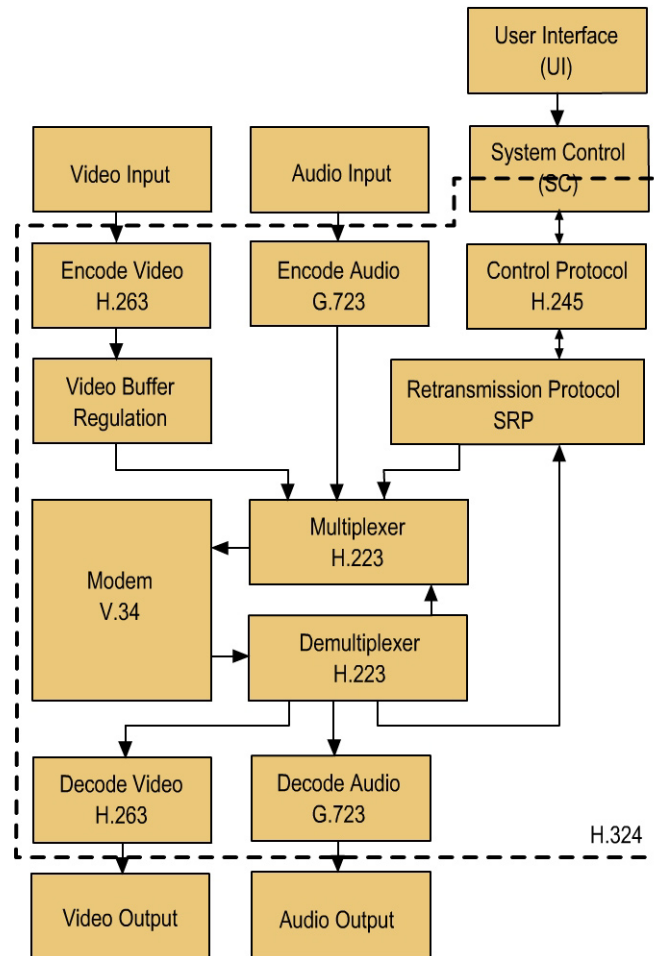 User Interface
(UI)
System Control
(SC)
Video Input
Audio Input
Encode Video
H.263
Encode Audio
G.723
Control Protocol
H.245
Video Buffer
Regulation
Retransmission Protocol
SRP
Multiplexer
H.223
Modem
V.34
Demultiplexer
H.223
Decode Video
H.263
Decode Audio
G.723
H.324
Video Output
Audio Output